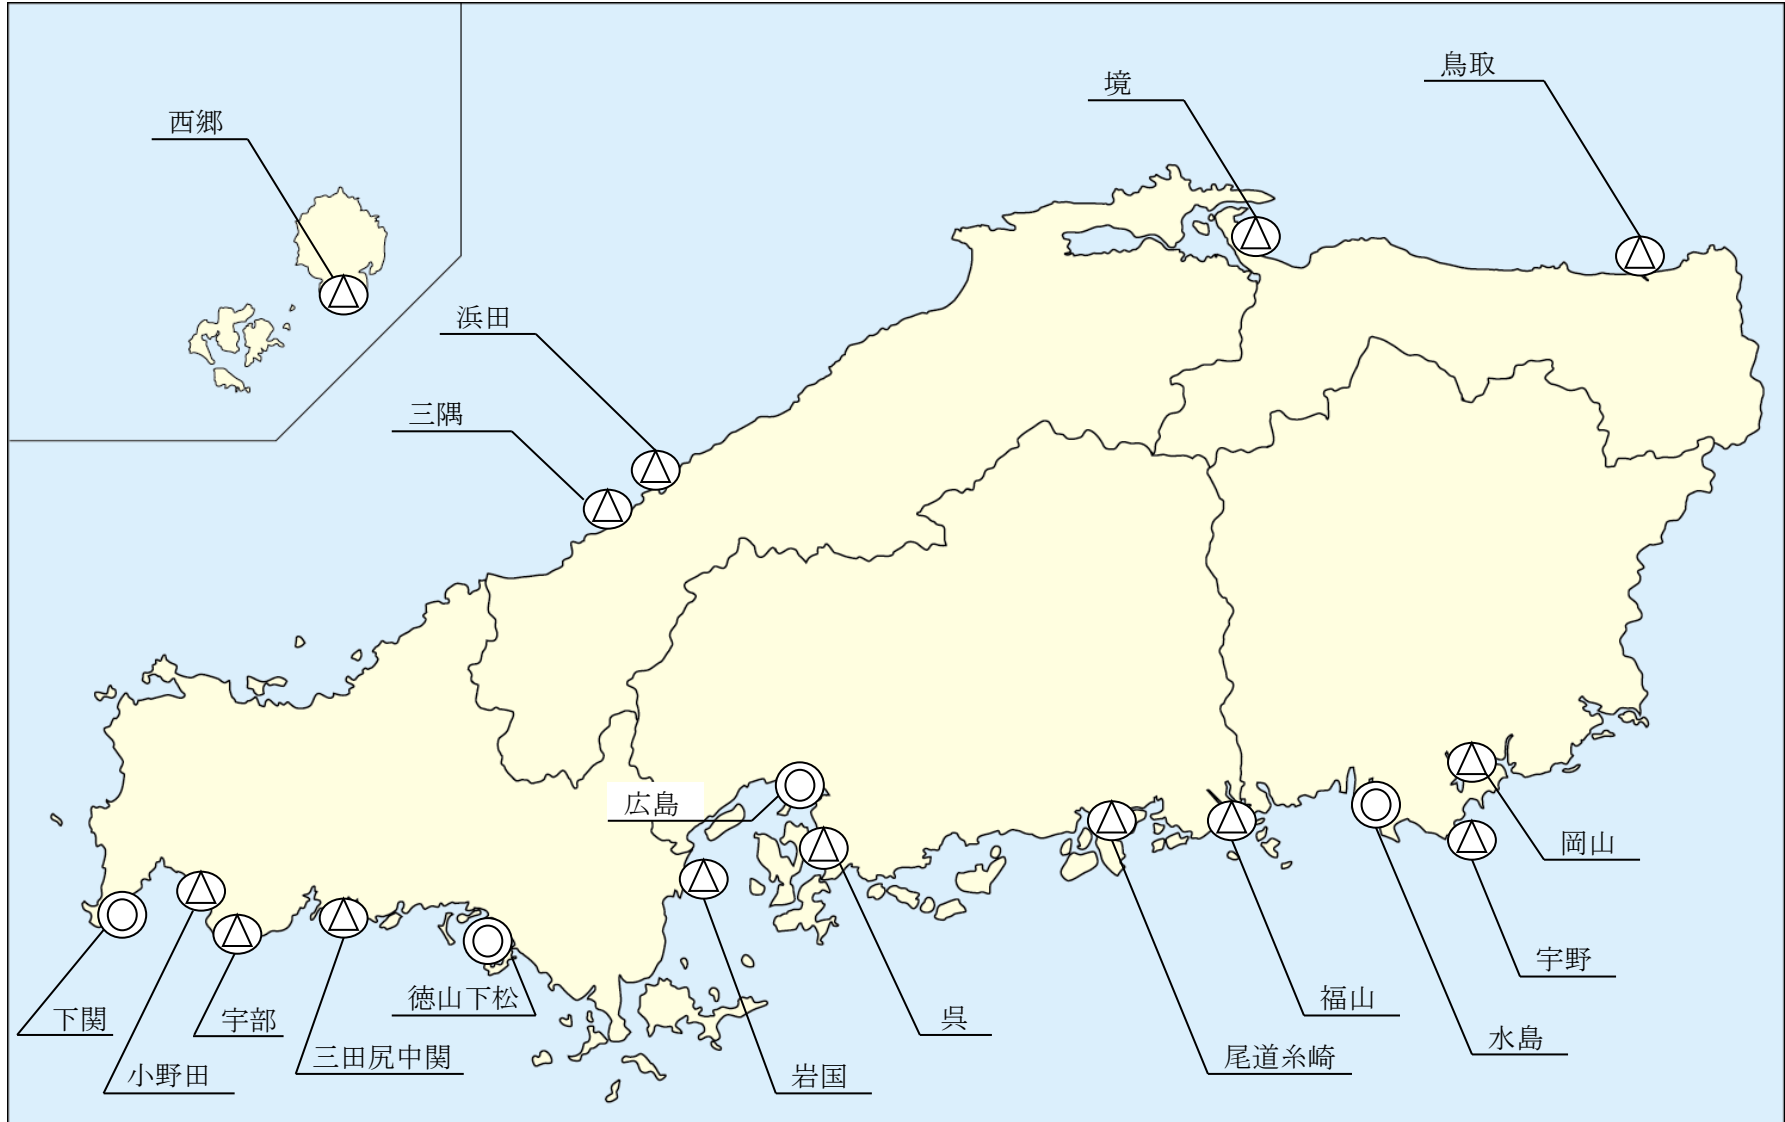 鳥取
境
西郷
浜田
三隅
広島
岡山
宇野
徳山下松
福山
下関
宇部
呉
水島
三田尻中関
尾道糸崎
小野田
岩国